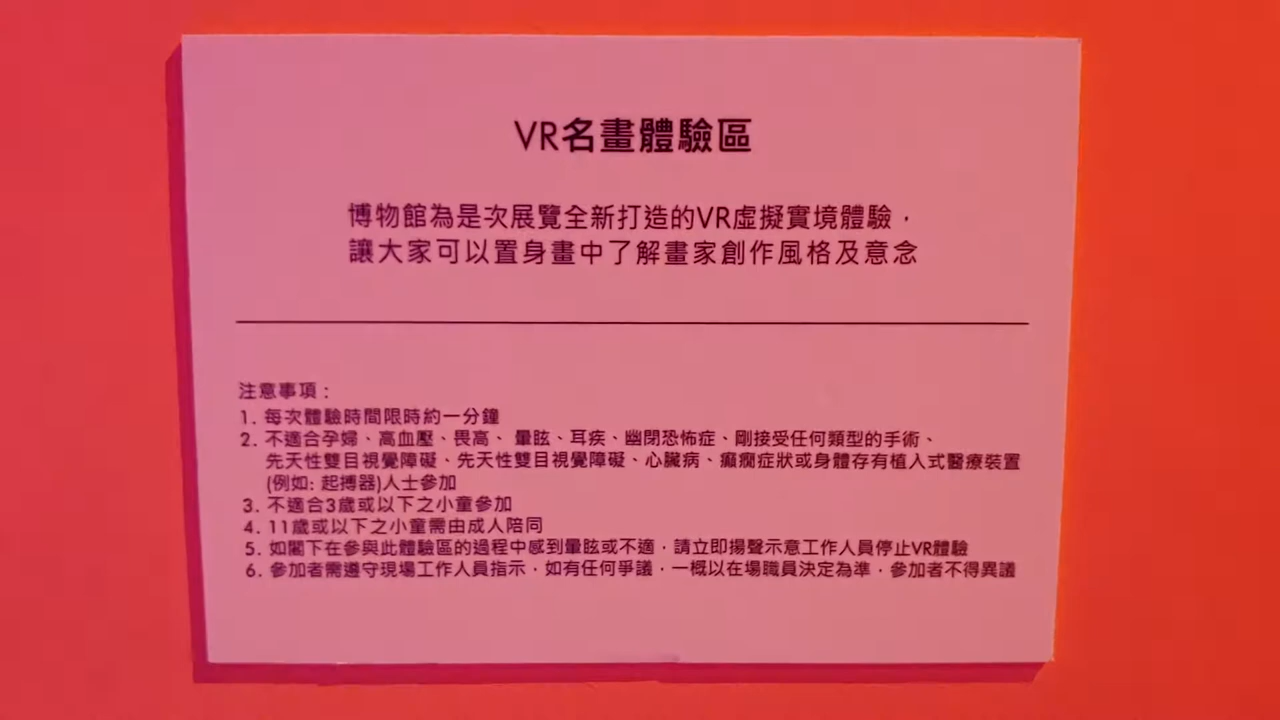 VR名畫體驗區
博物館為是次展覽全新打造的VR虛擬實境體驗，
讓大家可以置身畫中了解畫家創作風格及意念
注意事項：
1. 每次體驗時間限時約一分鐘
2. 不適合孕婦、高血壓、畏高、 暈眩、耳疾、幽閉恐怖症、剛接受任何類型的手術、
先天性雙目視覺障礙、先天性雙目視覺障礙、心臟病、癲癇症狀或身體存有植入式醫療裝置
(例如: 起搏器)人士參加
3. 不適合3歲或以下之小童參加
4. 11歲或以下之小童需由成人陪同
5. 如閣下在參與此體驗區的過程中感到暈眩或不適，請立即揚聲示意工作人員停止VR體驗
6. 參加者需遵守現場工作人員指示，如有任何爭議，一概以在場職員決定為準，參加者不得異議